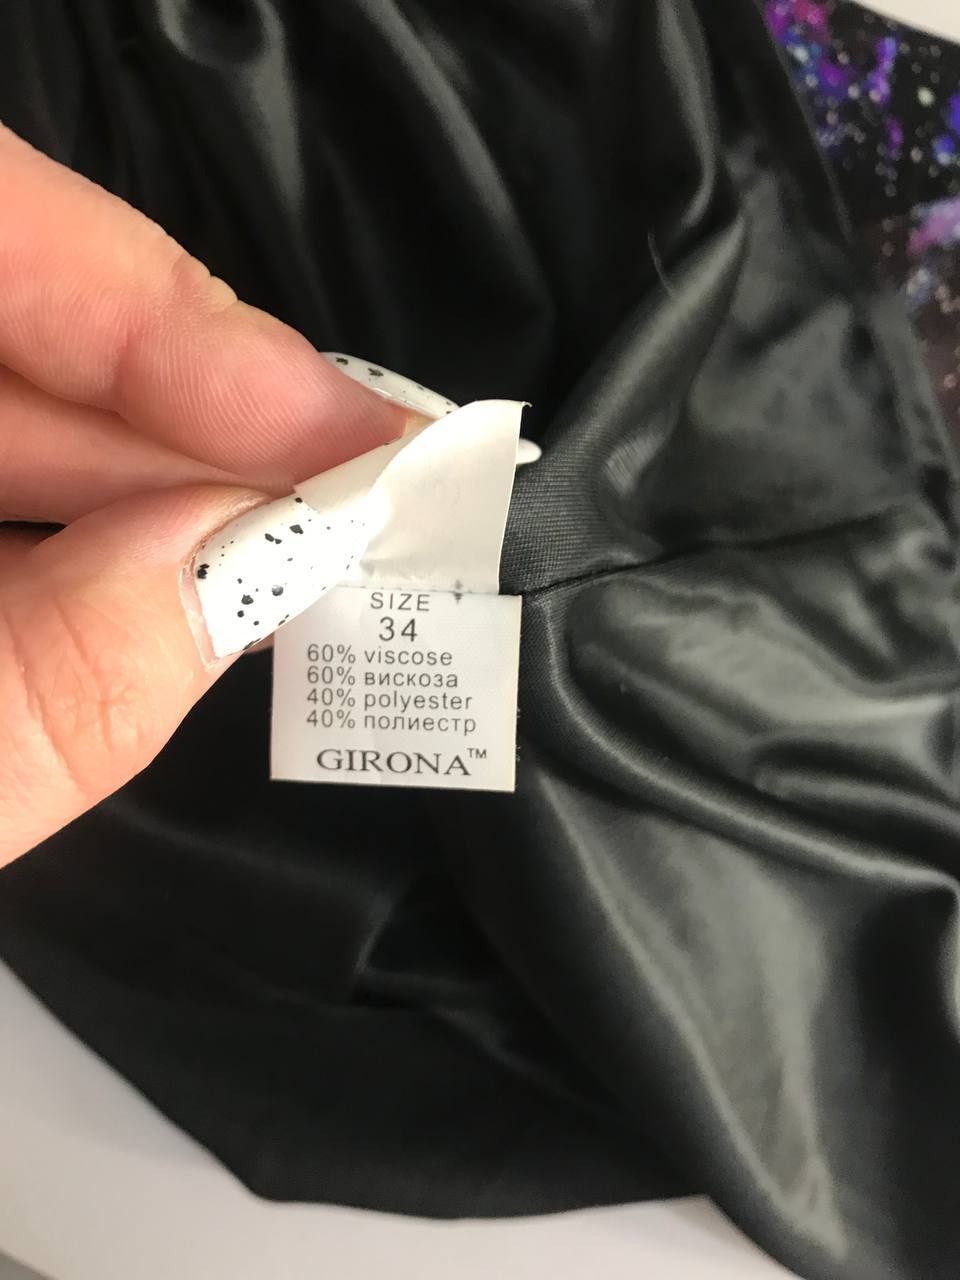 SIZE
34
60% viscose
60% вискоза
40% polyester
40% полиестр
GIRONA™